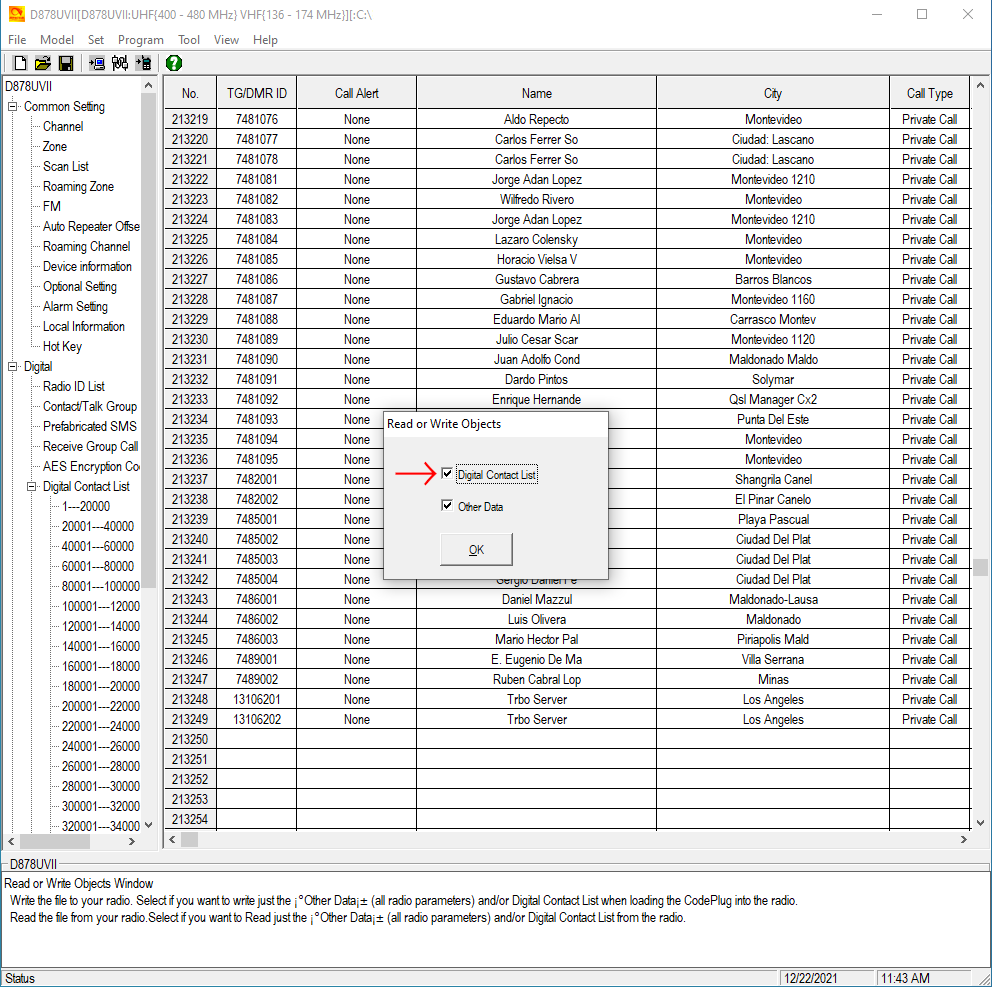 D878UVII[D878UVII:UHF{400 - 480 MHz} VHF{136 - 174 MHz}][:C:\
File Model Set Program Tool View Help
D878UVII
Common Setting
Channel
Zone
Scan List
Roaming Zone
FM
Auto Repeater Offse
Roaming Channel
Device information
Optional Setting
Alarm Setting
Local Information
Hot Key
Digital
Radio ID List
Contact/Talk Group
Prefabricated SMS
Receive Group Call
AES Encryption Co
Digital Contact List
1---20000
20001---40000
40001---60000
60001---80000
80001---100000
100001---12000
120001---14000
140001---16000
160001---18000
180001---20000
200001---22000
220001---24000
240001---26000
260001---28000
280001---30000
300001---32000
320001---34000
No. TG/DMR ID Call Alert Name City Call Type
213219 7481076 None Aldo Repecto Montevideo Private Call
213220 7481077 None Carlos Ferrer So Ciudad: Lascano Private Call
213221 7481078 None Carlos Ferrer So Ciudad: Lascano Private Call
213222 7481081 None Jorge Adan Lopez Montevideo 1210 Private Call
213223 7481082 None Wilfredo Rivero Montevideo Private Call
213224 7481083 None Jorge Adan Lopez Montevideo 1210 Private Call
213225 7481084 None Lazaro Colensky Montevideo Private Call
213226 7481085 None Horacio Vielsa V Montevideo Private Call
213227 7481086 None Gustavo Cabrera Barros Blancos Private Call
213228 7481087 None Gabriel Ignacio Montevideo 1160 Private Call
213229 7481088 None Eduardo Mario Al Carrasco Montev Private Call
213230 7481089 None Julio Cesar Scar Montevideo 1120 Private Call
213231 7481090 None Juan Adolfo Cond Maldonado Maldo Private Call
213232 7481091 None Dardo Pintos Solymar Private Call
213233 7481092 None Enrique Hernande Qsl Manager Cx2 Private Call
213234 7481093 None Punta Del Este Private Call
213235 7481094 None Montevideo Private Call
213236 7481095 None Montevideo Private Call
213237 7482001 None Shangrila Canel Private Call
213238 7482002 None El Pinar Canelo Private Call
213239 7485001 None Playa Pascual Private Call
213240 7485002 None Ciudad Del Plat Private Call
213241 7485003 None Ciudad Del Plat Private Call
213242 7485004 None Sergio Daniel Fe Ciudad Del Plat Private Call
213243 7486001 None Daniel Mazzul Maldonado-Lausa Private Call
213244 7486002 None Luis Olivera Maldonado Private Call
213245 7486003 None Mario Hector Pal Piriapolis Mald Private Call
213246 7489001 None E. Eugenio De Ma Villa Serrana Private Call
213247 7489002 None Ruben Cabral Lop Minas Private Call
213248 13106201 None Trbo Server Los Angeles Private Call
213249 13106202 None Trbo Server Los Angeles Private Call
213250
213251
213252
213253
213254
Read or Write Objects
Digital Contact List
Other Data
OK
D878UVII
Read or Write Objects Window
Write the file to your radio. Select if you want to write just the ¡°Other Data¡± (all radio parameters) and/or Digital Contact List when loading the CodePlug into the radio.
Read the file from your radio.Select if you want to Read just the ¡°Other Data¡± (all radio parameters) and/or Digital Contact List from the radio.
Status 12/22/2021 11:43 AM